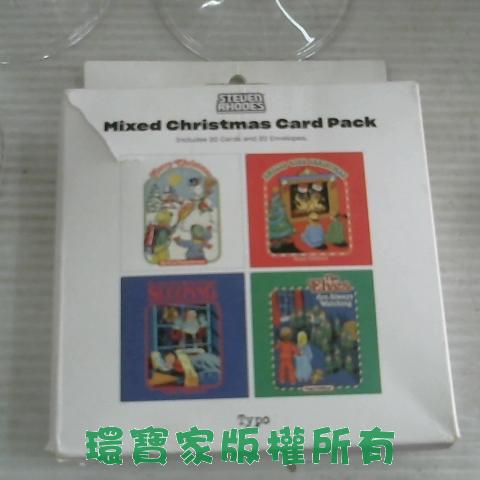 STEVEN
RHODES
Mixed Christmas Card Pack
Includes 20 Cards and 20 Envelopes.
The
Elves
Are Always
Watching
Typo
環寶家版權所有